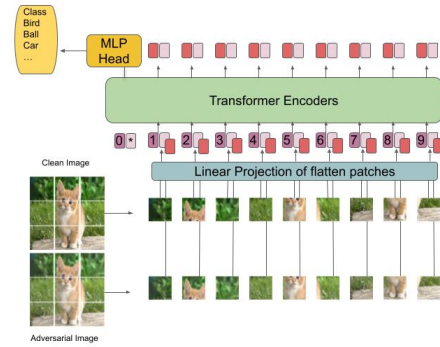 Class
Bird
Ball
Car
...
MLP
Head
Transformer Encoders
0 * 1 2 3 4 5 6 7 8 9
Linear Projection of flatten patches
Clean Image
Adversarial Image